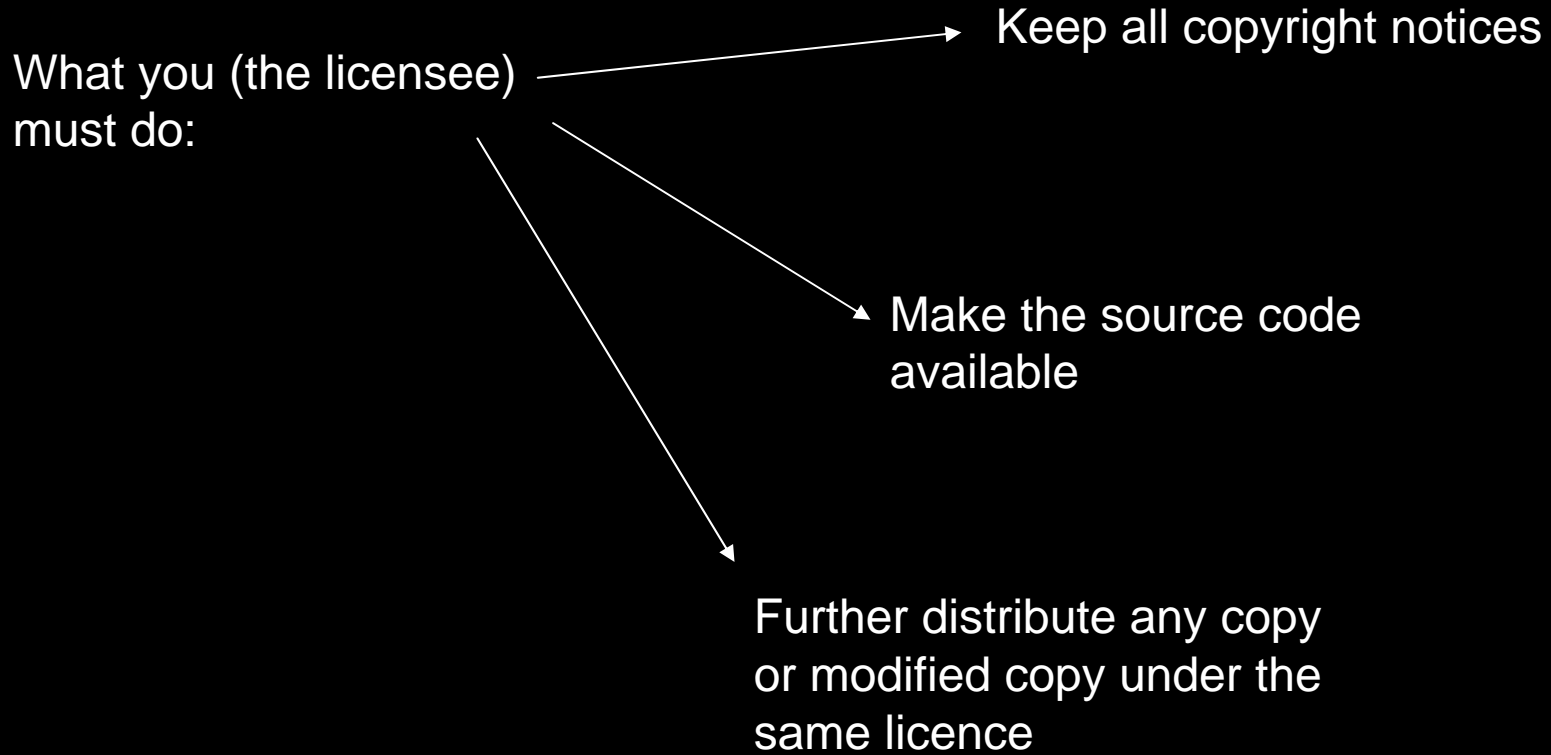 What you (the licensee)
must do:
Keep all copyright notices
Make the source code
available
Further distribute any copy
or modified copy under the
same licence